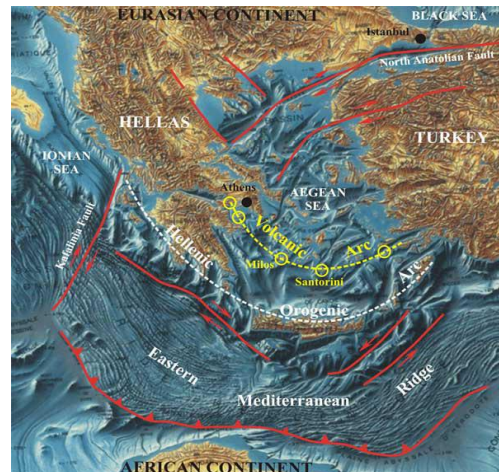 EURASIAN CONTINENT
BLACK SEA
Istanbul
North Anatolian Fault
HELLAS
TURKEY
IONIAN
SEA
Athens
AEGEAN
SEA
Kafalinia Fault
Hellenic
Volcanic
Arc
Milos
Santorini
Arc
Orogenic
Eastern
Mediterranean
Ridge
AFRICAN CONTINENT